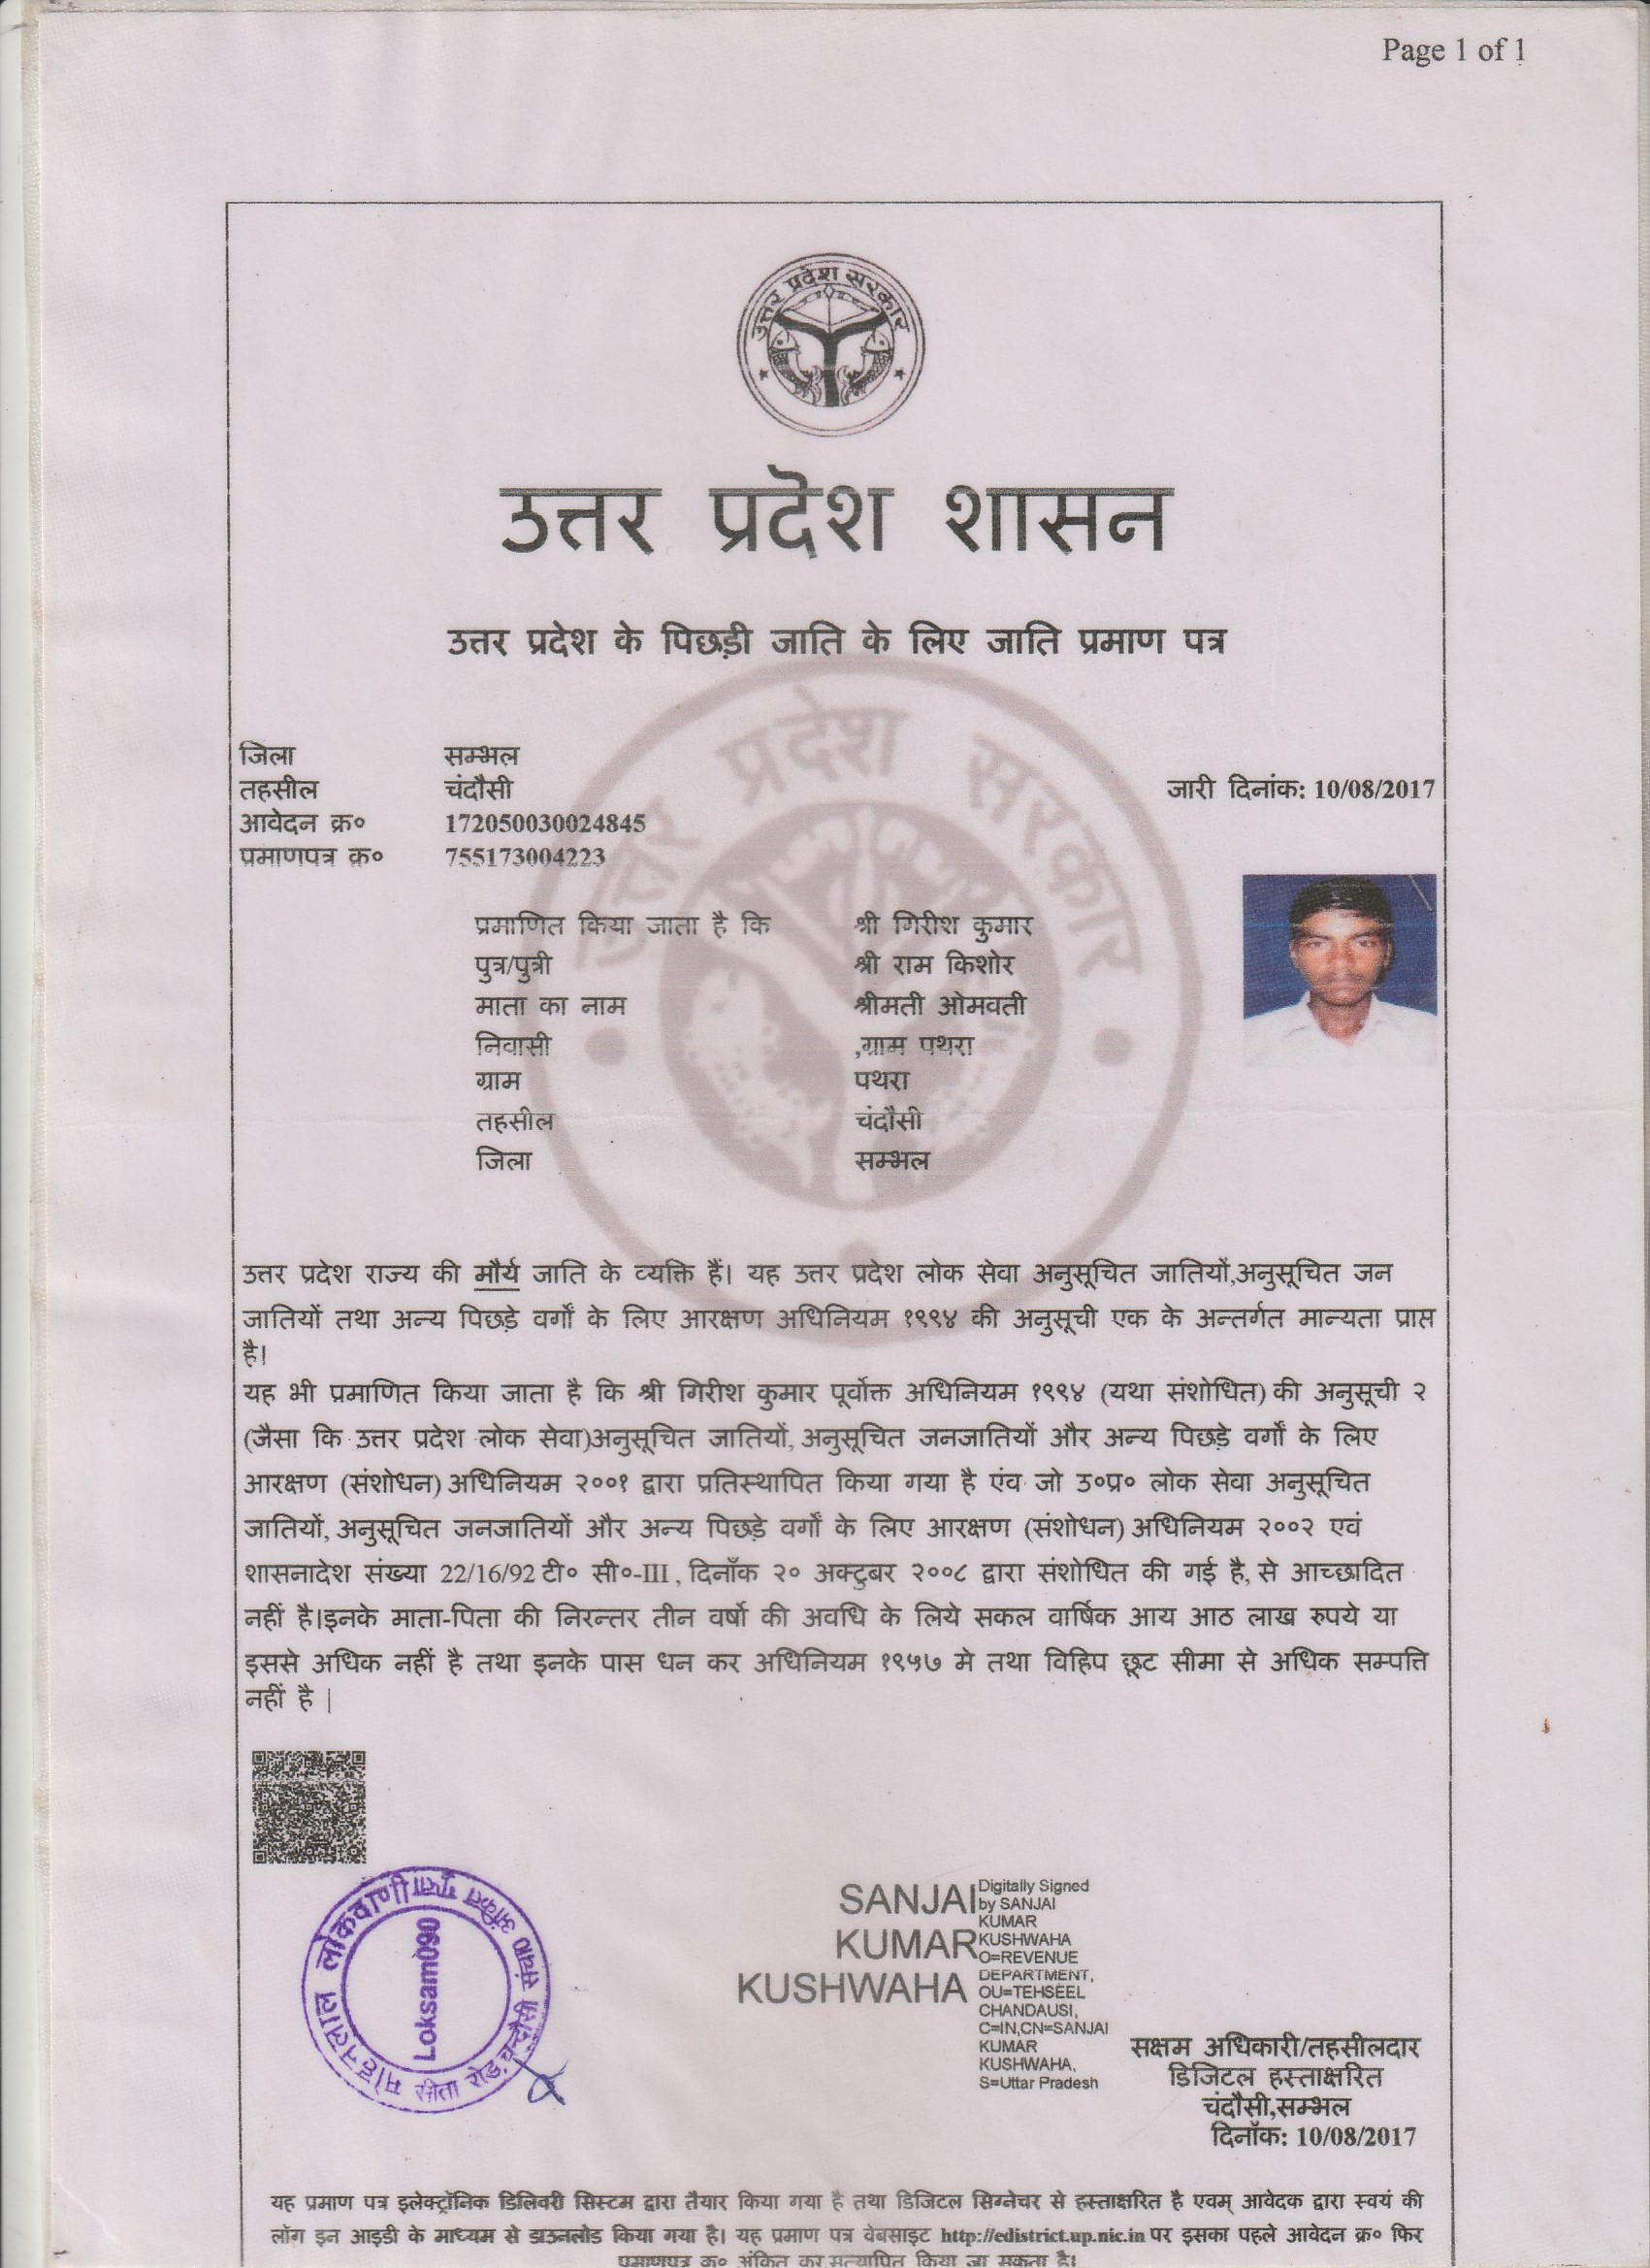 Page 1 of 1
उत्तर प्रदेश सरकार
उत्तर प्रदेश शासन
उत्तर प्रदेश के पिछड़ी जाति के लिए जाति प्रमाण पत्र
जिला सम्भल
तहसील चंदौसी जारी दिनांक: 10/08/2017
आवेदन क्र० 172050030024845
प्रमाणपत्र क्र० 755173004223
प्रमाणित किया जाता है कि श्री गिरीश कुमार
पुत्र/पुत्री श्री राम किशोर
माता का नाम श्रीमती ओमवती
निवासी ,ग्राम पथरा
ग्राम पथरा
तहसील चंदौसी
जिला सम्भल
उत्तर प्रदेश सरकार
उत्तर प्रदेश राज्य की मौर्य जाति के व्यक्ति हैं। यह उत्तर प्रदेश लोक सेवा अनुसूचित जातियों,अनुसूचित जन
जातियों तथा अन्य पिछड़े वर्गों के लिए आरक्षण अधिनियम १९९४ की अनुसूची एक के अन्तर्गत मान्यता प्राप्त
है।
यह भी प्रमाणित किया जाता है कि श्री गिरीश कुमार पूर्वोक्त अधिनियम १९९४ (यथा संशोधित) की अनुसूची २
(जैसा कि उत्तर प्रदेश लोक सेवा)अनुसूचित जातियों, अनुसूचित जनजातियों और अन्य पिछड़े वर्गों के लिए
आरक्षण (संशोधन) अधिनियम २००१ द्वारा प्रतिस्थापित किया गया है एंव जो उ०प्र० लोक सेवा अनुसूचित
जातियों, अनुसूचित जनजातियों और अन्य पिछड़े वर्गों के लिए आरक्षण (संशोधन) अधिनियम २००२ एवं
शासनादेश संख्या 22/16/92 टी० सी०-III , दिनाँक २० अक्टुबर २००८ द्वारा संशोधित की गई है, से आच्छादित
नहीं है।इनके माता-पिता की निरन्तर तीन वर्षो की अवधि के लिये सकल वार्षिक आय आठ लाख रुपये या
इससे अधिक नहीं है तथा इनके पास धन कर अधिनियम १९५७ मे तथा विहिप छूट सीमा से अधिक सम्पत्ति
नहीं है |
मोहनलाल लोकवाणी अंकित गुप्ता
सीता रोड़,चन्दौसी
Loksam090
SANJAI
KUMAR
KUSHWAHA
Digitally Signed
by SANJAI
KUMAR
KUSHWAHA
O=REVENUE
DEPARTMENT,
OU=TEHSEEL
CHANDAUSI,
C=IN,CN=SANJAI
KUMAR
KUSHWAHA,
S=Uttar Pradesh
सक्षम अधिकारी/तहसीलदार
डिजिटल हस्ताक्षरित
चंदौसी,सम्भल
दिनाँक: 10/08/2017
यह प्रमाण पत्र इलेक्ट्रॉनिक डिलिवरी सिस्टम द्वारा तैयार किया गया है तथा डिजिटल सिग्नेचर से हस्ताक्षरित है एवम् आवेदक द्वारा स्वयं की
लॉग इन आइडी के माध्यम से डाउनलोड किया गया है। यह प्रमाण पत्र वेबसाइट http://edistrict.up.nic.in पर इसका पहले आवेदन क्र० फिर
प्रमाणपत्र क्र० अंकित कर सत्यापित किया जा सकता है।